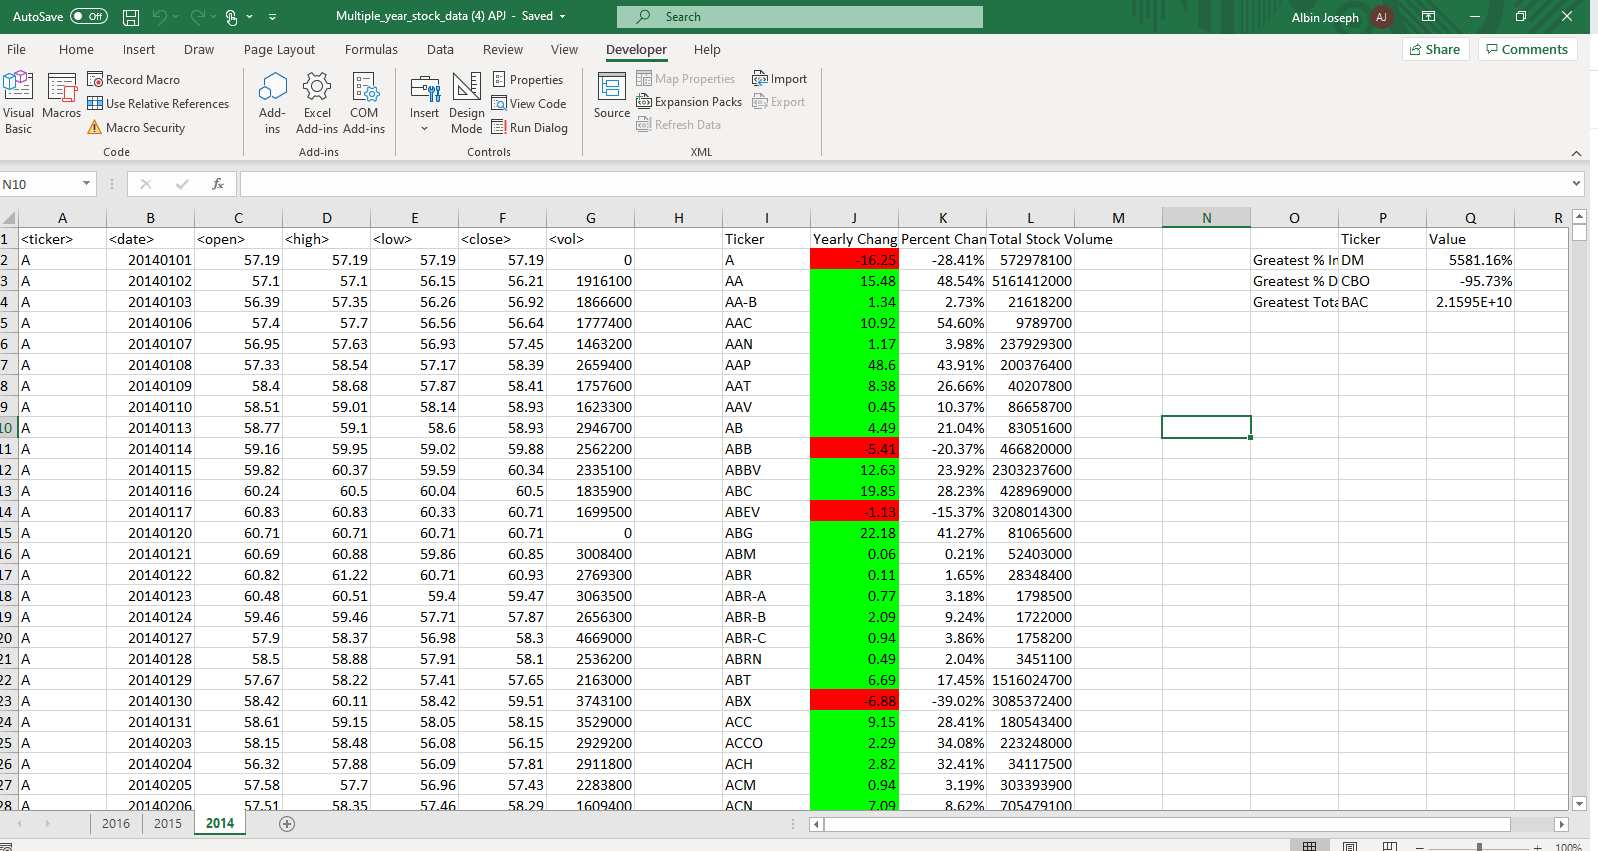 AutoSave Off Multiple_year_stock_data (4) APJ - Saved Search Albin Joseph AJ
File Home Insert Draw Page Layout Formulas Data Review View Developer Help Share Comments
Visual Basic
Macros
Record Macro
Use Relative References
Macro Security
Code
Add-ins
Excel Add-ins
COM Add-ins
Add-ins
Insert
Design Mode
Properties
View Code
Run Dialog
Controls
Source
Map Properties
Expansion Packs
Refresh Data
Import
Export
XML
N10 fx
A B C D E F G H I J K L M N O P Q R
1 <ticker> <date> <open> <high> <low> <close> <vol> Ticker Yearly Chang Percent Chan Total Stock Volume Ticker Value
2 A 20140101 57.19 57.19 57.19 57.19 0 A -16.25 -28.41% 572978100 Greatest % In DM 5581.16%
3 A 20140102 57.1 57.1 56.15 56.21 1916100 AA 15.48 48.54% 5161412000 Greatest % D CBO -95.73%
4 A 20140103 56.39 57.35 56.26 56.92 1866600 AA-B 1.34 2.73% 21618200 Greatest Tota BAC 2.1595E+10
5 A 20140106 57.4 57.7 56.56 56.64 1777400 AAC 10.92 54.60% 9789700
6 A 20140107 56.95 57.63 56.93 57.45 1463200 AAN 1.17 3.98% 237929300
7 A 20140108 57.33 58.54 57.17 58.39 2659400 AAP 48.6 43.91% 200376400
8 A 20140109 58.4 58.68 57.87 58.41 1757600 AAT 8.38 26.66% 40207800
9 A 20140110 58.51 59.01 58.14 58.93 1623300 AAV 0.45 10.37% 86658700
10 A 20140113 58.77 59.1 58.6 58.93 2946700 AB 4.49 21.04% 83051600
11 A 20140114 59.16 59.95 59.02 59.88 2562200 ABB -5.41 -20.37% 466820000
12 A 20140115 59.82 60.37 59.59 60.34 2335100 ABBV 12.63 23.92% 2303237600
13 A 20140116 60.24 60.5 60.04 60.5 1835900 ABC 19.85 28.23% 428969000
14 A 20140117 60.83 60.83 60.33 60.71 1699500 ABEV -1.13 -15.37% 3208014300
15 A 20140120 60.71 60.71 60.71 60.71 0 ABG 22.18 41.27% 81065600
16 A 20140121 60.69 60.88 59.86 60.85 3008400 ABM 0.06 0.21% 52403000
17 A 20140122 60.82 61.22 60.71 60.93 2769300 ABR 0.11 1.65% 28348400
18 A 20140123 60.48 60.51 59.4 59.47 3063500 ABR-A 0.77 3.18% 1798500
19 A 20140124 59.46 59.46 57.71 57.87 2656300 ABR-B 2.09 9.24% 1722000
20 A 20140127 57.9 58.37 56.98 58.3 4669000 ABR-C 0.94 3.86% 1758200
21 A 20140128 58.5 58.88 57.91 58.1 2536200 ABRN 0.49 2.04% 3451100
22 A 20140129 57.67 58.22 57.41 57.65 2163000 ABT 6.69 17.45% 1516024700
23 A 20140130 58.42 60.11 58.42 59.51 3743100 ABX -6.88 -39.02% 3085372400
24 A 20140131 58.61 59.15 58.05 58.15 3529000 ACC 9.15 28.41% 180543400
25 A 20140203 58.15 58.48 56.08 56.15 2929200 ACCO 2.29 34.08% 223248000
26 A 20140204 56.32 57.88 56.09 57.81 2911800 ACH 2.82 32.41% 34117500
27 A 20140205 57.58 57.7 56.96 57.43 2283800 ACM 0.94 3.19% 303393900
28 A 20140206 57.51 58.35 57.46 58.29 1609400 ACN 7.09 8.62% 705479100
2016 2015 2014
100%